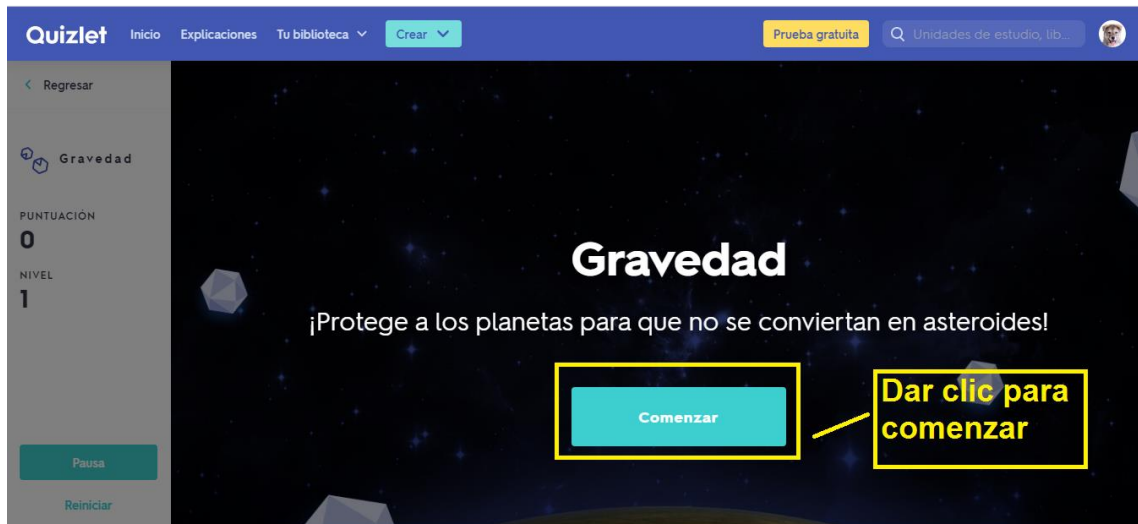 Quizlet Inicio Explicaciones Tu biblioteca Crear Prueba gratuita Unidades de estudio, lib...
Regresar
Gravedad
PUNTUACIÓN
0
NIVEL
1
Gravedad
¡Protege a los planetas para que no se conviertan en asteroides!
Comenzar
Dar clic para
comenzar
Pausa
Reiniciar